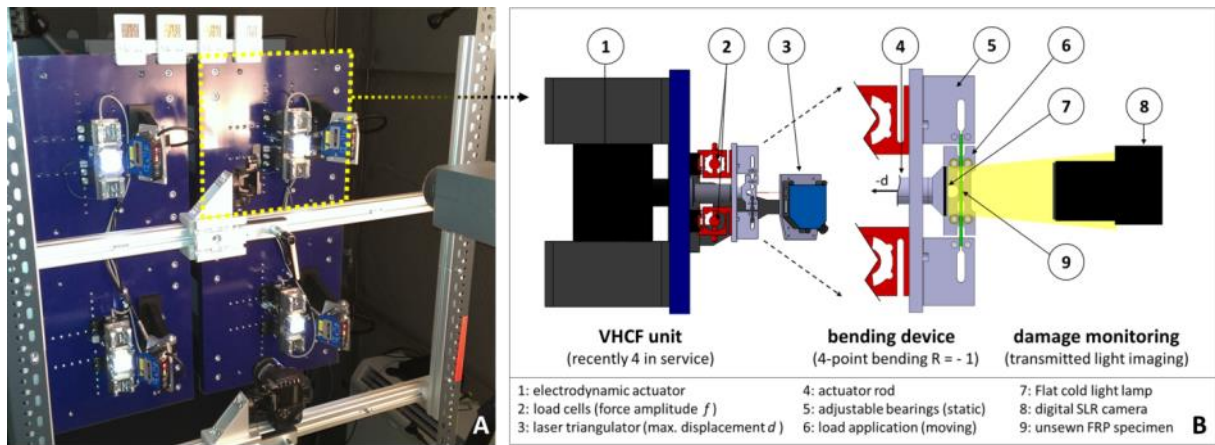 A
1
2
3
4
5
6
7
8
-d
9
VHCF unit
(recently 4 in service)
bending device
(4-point bending R = - 1)
damage monitoring
(transmitted light imaging)
1: electrodynamic actuator
2: load cells (force amplitude f)
3: laser triangulator (max. displacement d)
4: actuator rod
5: adjustable bearings (static)
6: load application (moving)
7: Flat cold light lamp
8: digital SLR camera
9: unsewn FRP specimen
B